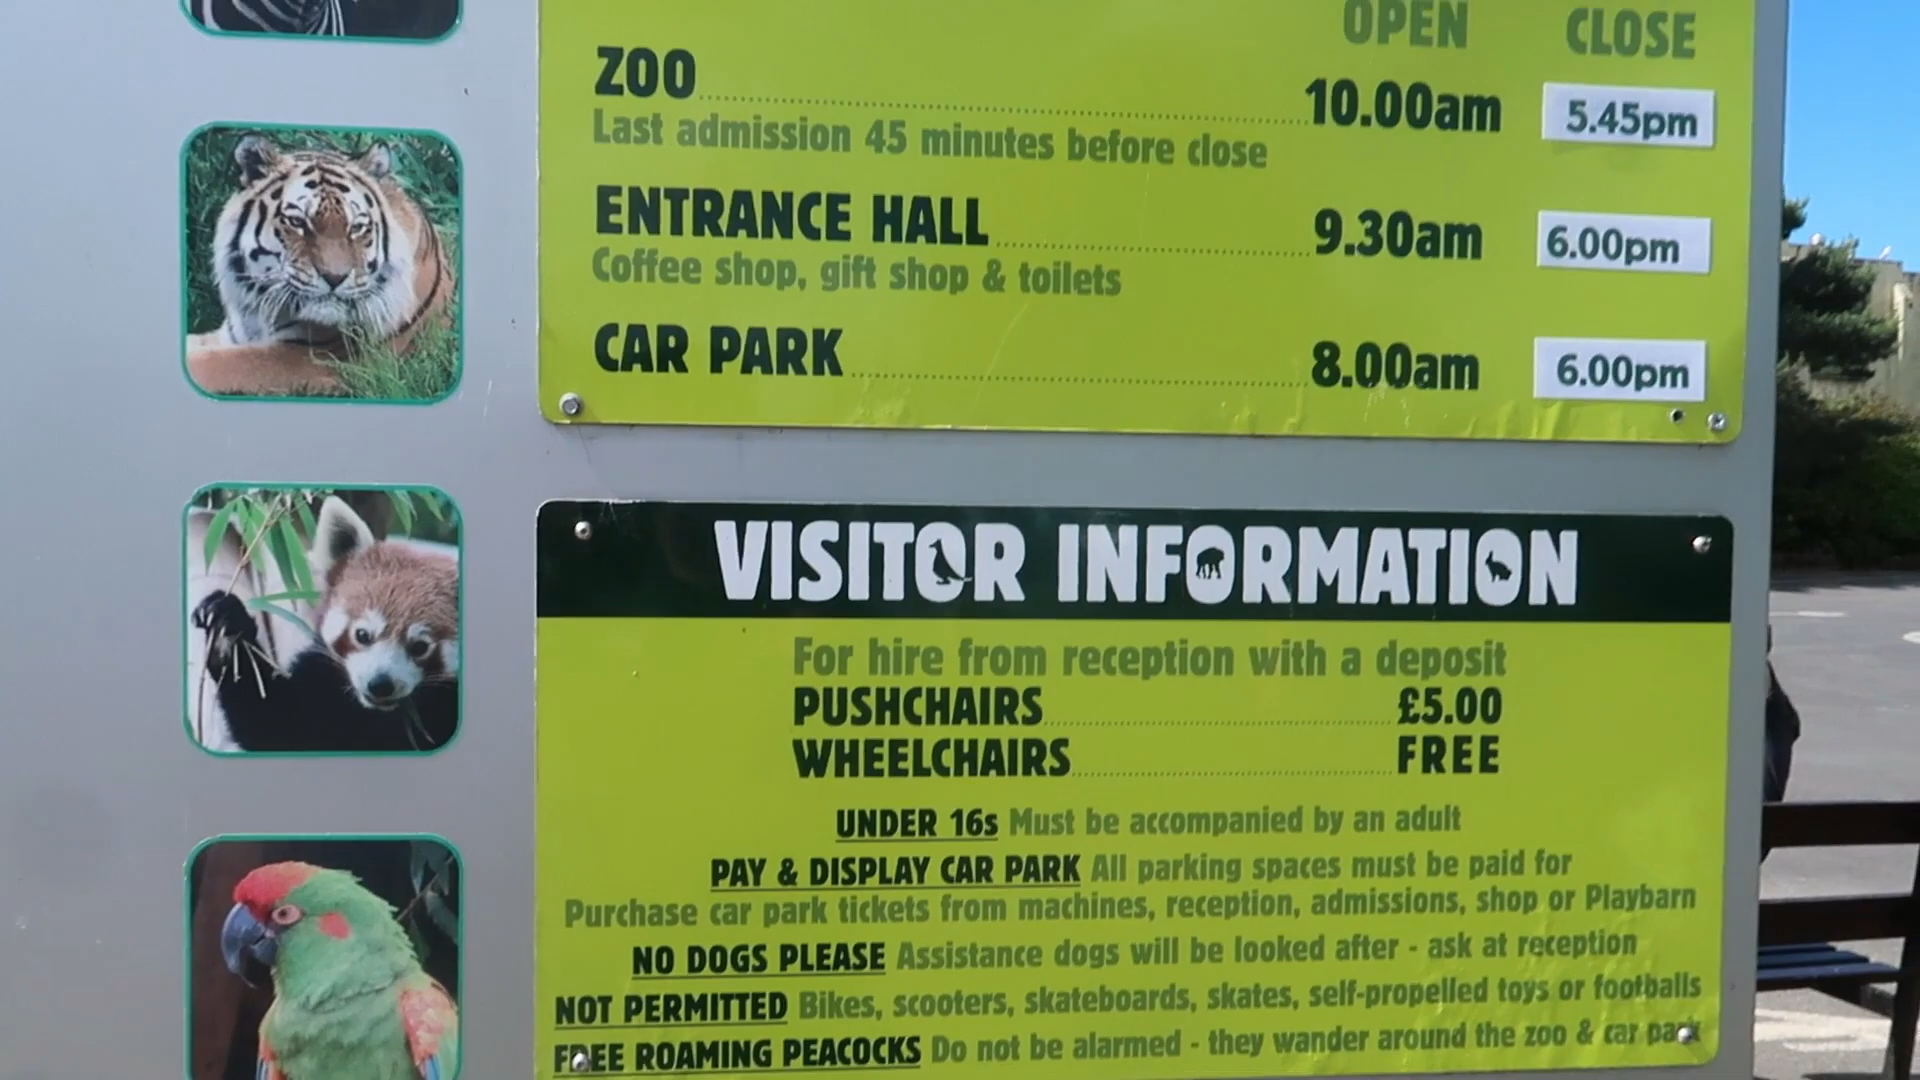 OPEN CLOSE
ZOO 10.00am 5.45pm
Last admission 45 minutes before close
ENTRANCE HALL 9.30am 6.00pm
Coffee shop, gift shop & toilets
CAR PARK 8.00am 6.00pm
VISITOR INFORMATION
For hire from reception with a deposit
PUSHCHAIRS £5.00
WHEELCHAIRS FREE
UNDER 16s Must be accompanied by an adult
PAY & DISPLAY CAR PARK All parking spaces must be paid for
Purchase car park tickets from machines, reception, admissions, shop or Playbarn
NO DOGS PLEASE Assistance dogs will be looked after - ask at reception
NOT PERMITTED Bikes, scooters, skateboards, skates, self-propelled toys or footballs
FREE ROAMING PEACOCKS Do not be alarmed - they wander around the zoo & car park